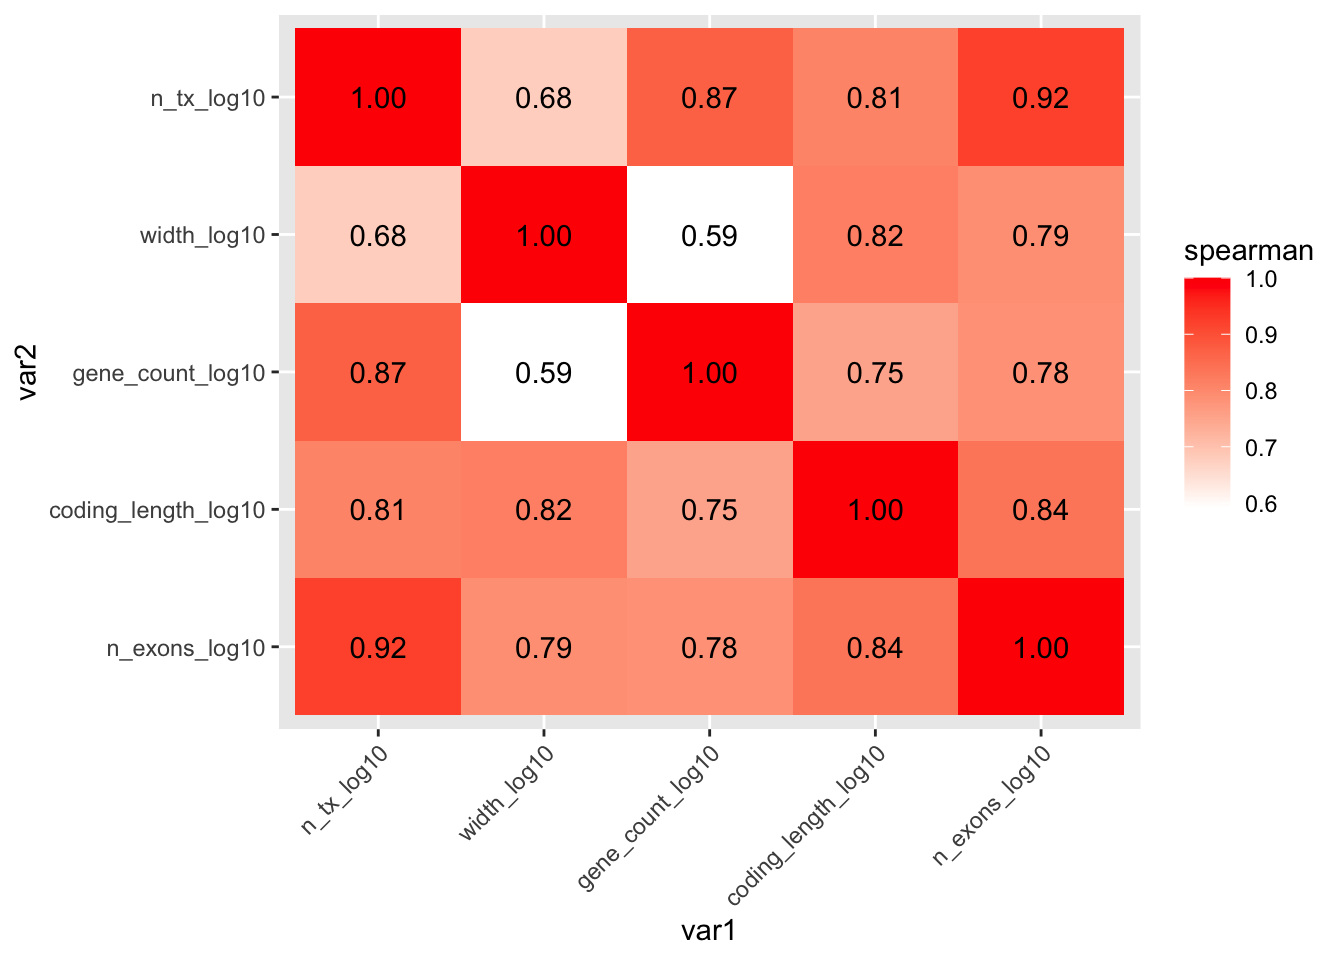 n_tx_log10 1.00 0.68 0.87 0.81 0.92
width_log10 0.68 1.00 0.59 0.82 0.79
gene_count_log10 0.87 0.59 1.00 0.75 0.78
coding_length_log10 0.81 0.82 0.75 1.00 0.84
n_exons_log10 0.92 0.79 0.78 0.84 1.00
var2
n_tx_log10
width_log10
gene_count_log10
coding_length_log10
n_exons_log10
var1
spearman
1.0
0.9
0.8
0.7
0.6